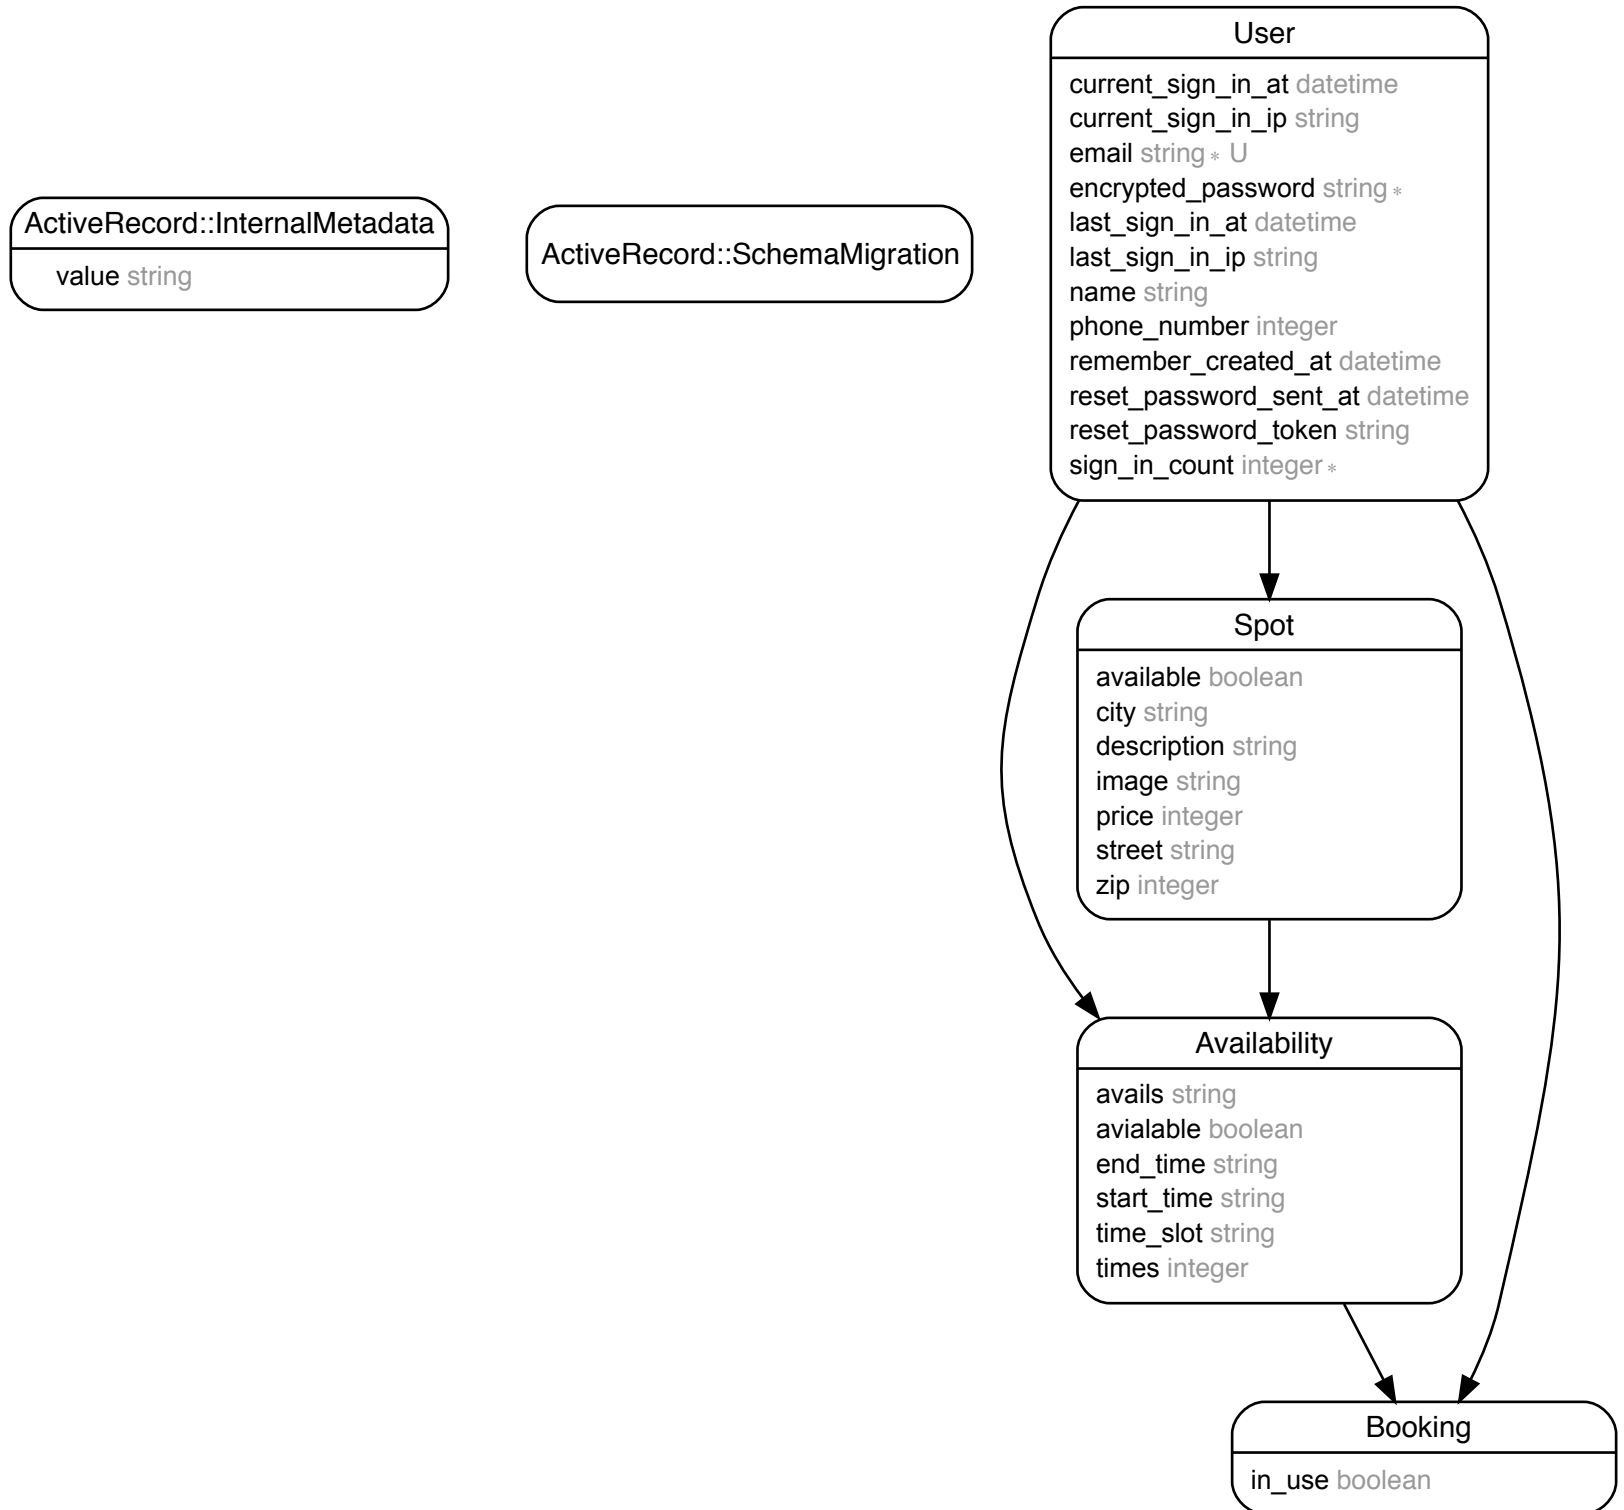 ActiveRecord::InternalMetadata
value string
ActiveRecord::SchemaMigration
User
current_sign_in_at datetime
current_sign_in_ip string
email string * U
encrypted_password string *
last_sign_in_at datetime
last_sign_in_ip string
name string
phone_number integer
remember_created_at datetime
reset_password_sent_at datetime
reset_password_token string
sign_in_count integer *
Spot
available boolean
city string
description string
image string
price integer
street string
zip integer
Availability
avails string
avialable boolean
end_time string
start_time string
time_slot string
times integer
Booking
in_use boolean